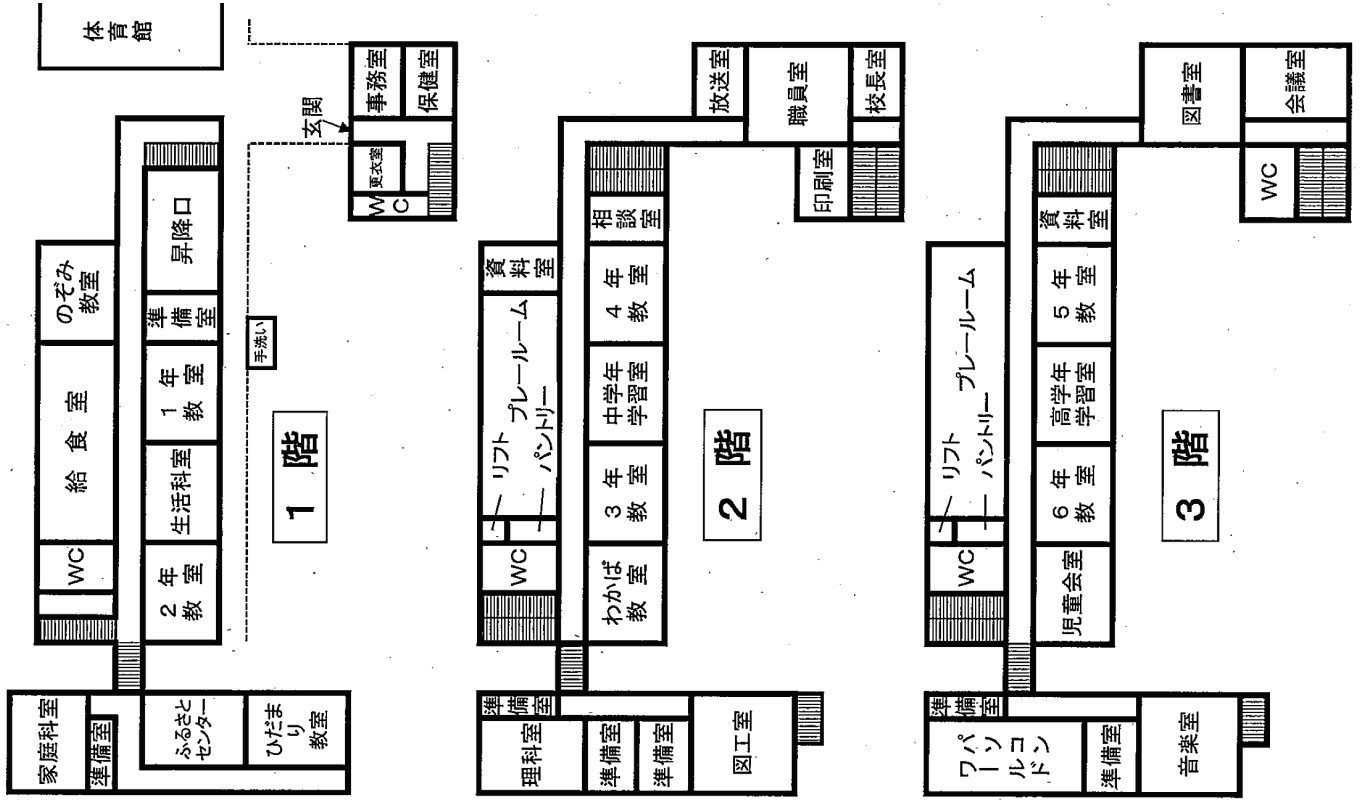 体育館
玄関
事務室
保健室
更衣室
WC
昇降口
準備室
1年
教室
生活科室
2年
教室
のぞみ
教室
給食室
WC
手洗い
家庭科室
準備室
ふるさと
センター
ひだまり
教室
1階
放送室
職員室
校長室
印刷室
相談室
4年
教室
中学年
学習室
3年
教室
わかば
教室
資料室
プレールーム
リフト
パントリー
WC
準備室
理科室
準備室
準備室
図工室
2階
図書室
会議室
WC
資料室
5年
教室
高学年
学習室
6年
教室
児童会室
プレールーム
リフト
パントリー
WC
準備室
パソコン
ワールド
準備室
音楽室
3階